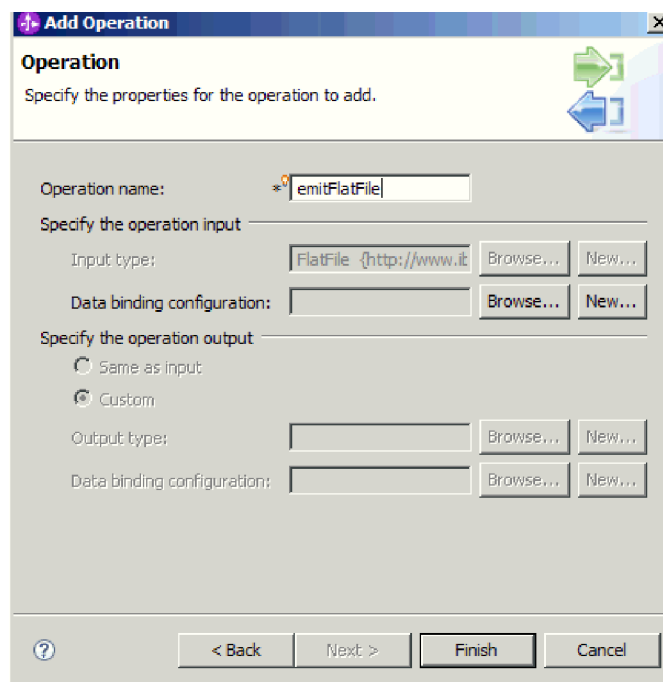 Add Operation
Operation
Specify the properties for the operation to add.
Operation name: * emitFlatFile
Specify the operation input
Input type: FlatFile {http://www.it Browse... New...
Data binding configuration: Browse... New...
Specify the operation output
Same as input
Custom
Output type: Browse... New...
Data binding configuration: Browse... New...
? < Back Next > Finish Cancel